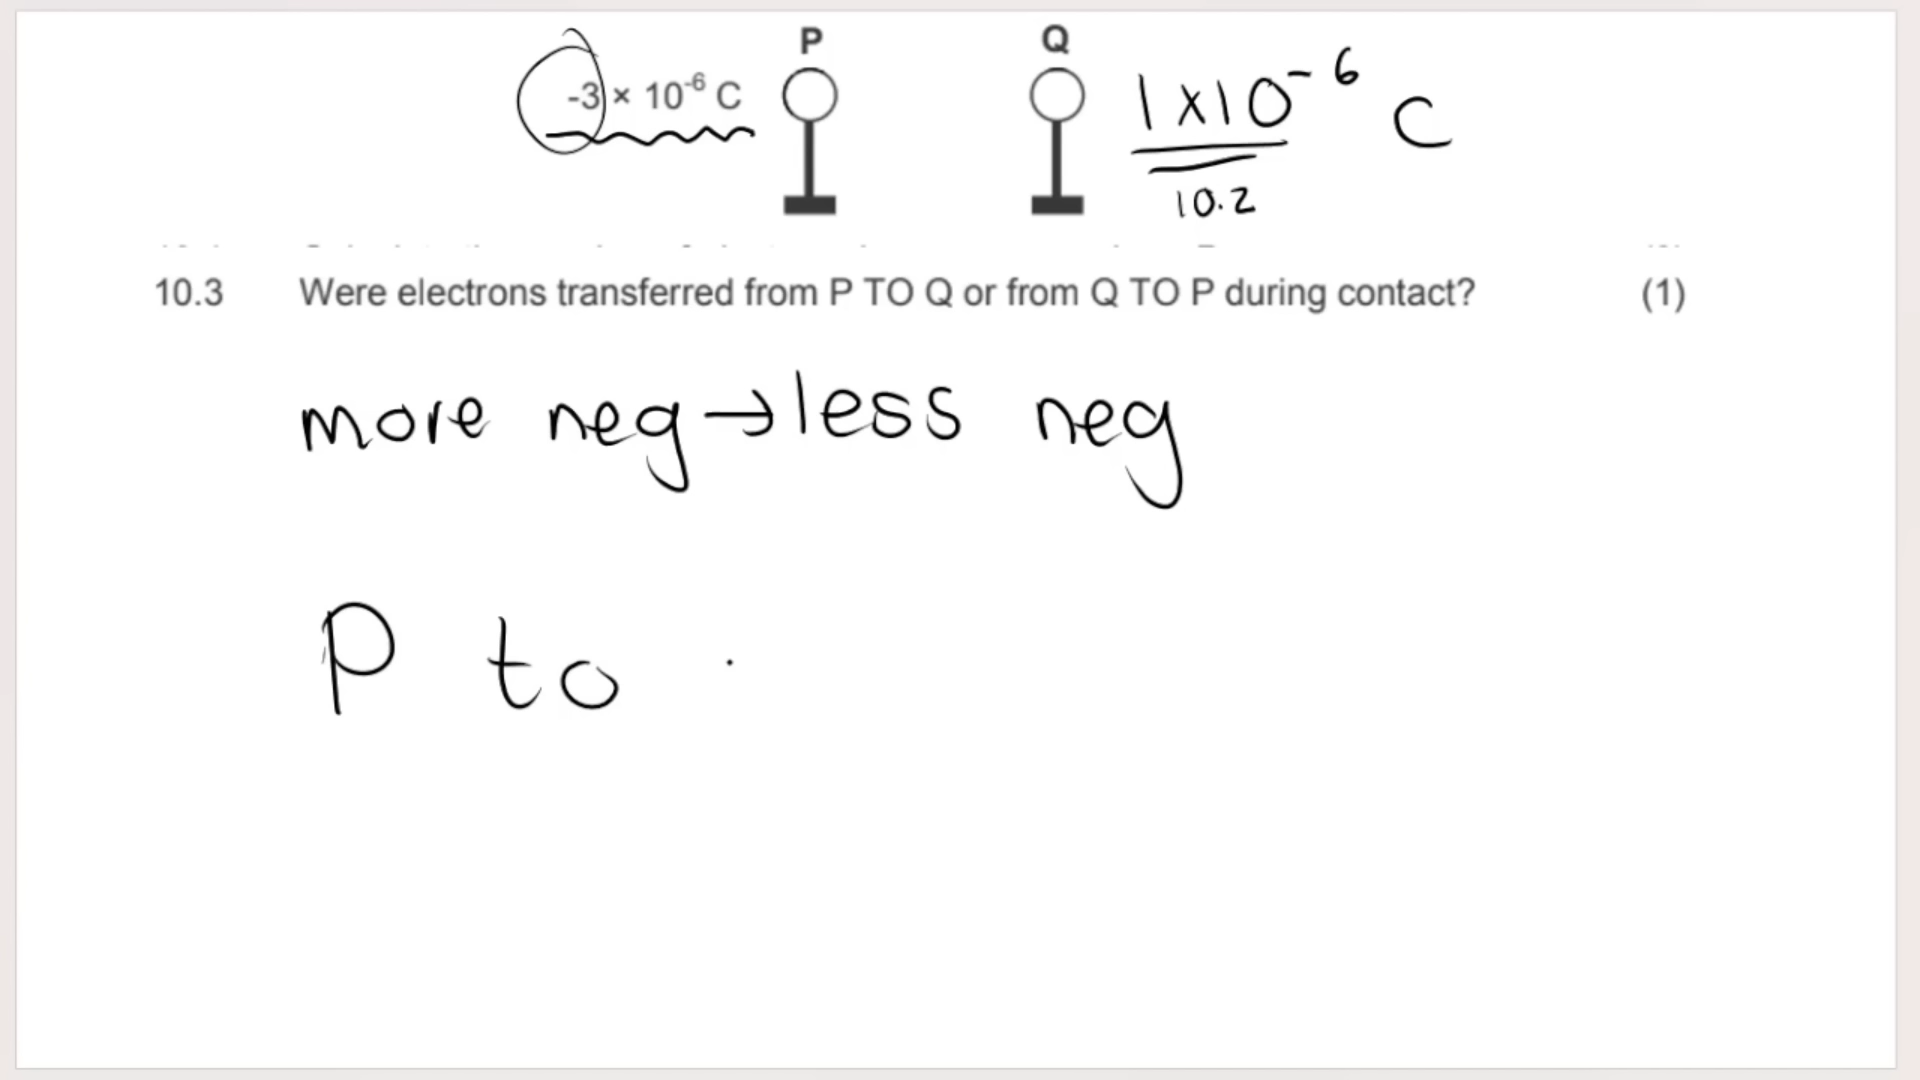 P Q
-3 × 10⁻⁶ C 1 x 10⁻⁶ C
10.2
10.3 Were electrons transferred from P TO Q or from Q TO P during contact? (1)
more neg → less neg
P to